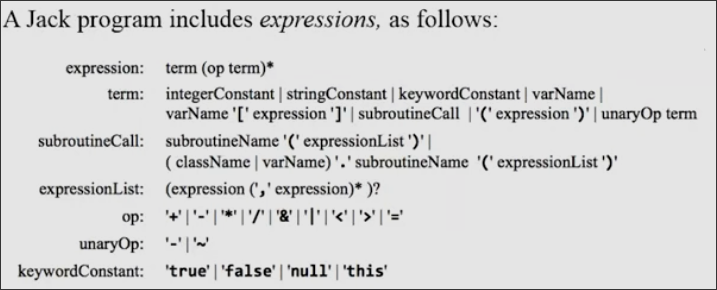 A Jack program includes expressions, as follows:
expression: term (op term)*
term: integerConstant | stringConstant | keywordConstant | varName |
varName '[' expression ']' | subroutineCall | '(' expression ')' | unaryOp term
subroutineCall: subroutineName '(' expressionList ')' |
( className | varName) '.' subroutineName '(' expressionList ')'
expressionList: (expression (',' expression)* )?
op: '+' | '-' | '*' | '/' | '&' | '|' | '<' | '>' | '='
unaryOp: '-' | '~'
keywordConstant: 'true' | 'false' | 'null' | 'this'